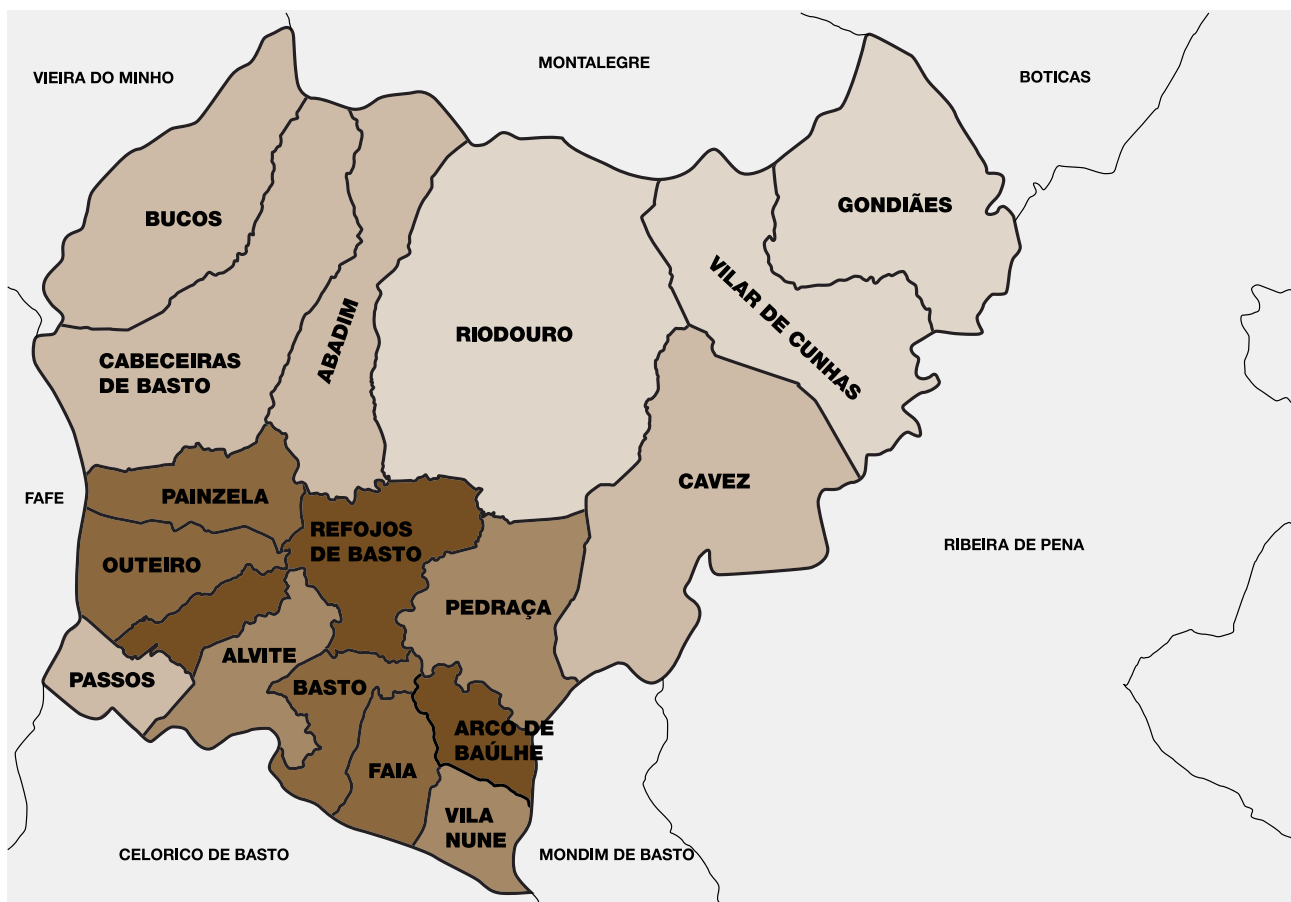 MONTALEGRE
VIEIRA DO MINHO
BOTICAS
GONDIÃES
BUCOS
VILAR DE CUNHAS
RIODOURO
ABADIM
CABECEIRAS
DE BASTO
CAVEZ
PAINZELA
FAFE
REFOJOS
DE BASTO
RIBEIRA DE PENA
OUTEIRO
PEDRAÇA
ALVITE
PASSOS
BASTO
ARCO DE
BAÚLHE
FAIA
VILA
NUNE
CELORICO DE BASTO
MONDIM DE BASTO